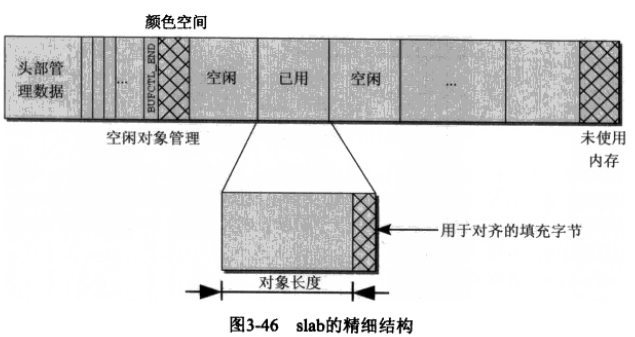 颜色空间
头部管
理数据
...
BUFCTL_END
空闲
已用
空闲
...
空闲对象管理
未使用
内存
用于对齐的填充字节
对象长度
图3-46 slab的精细结构